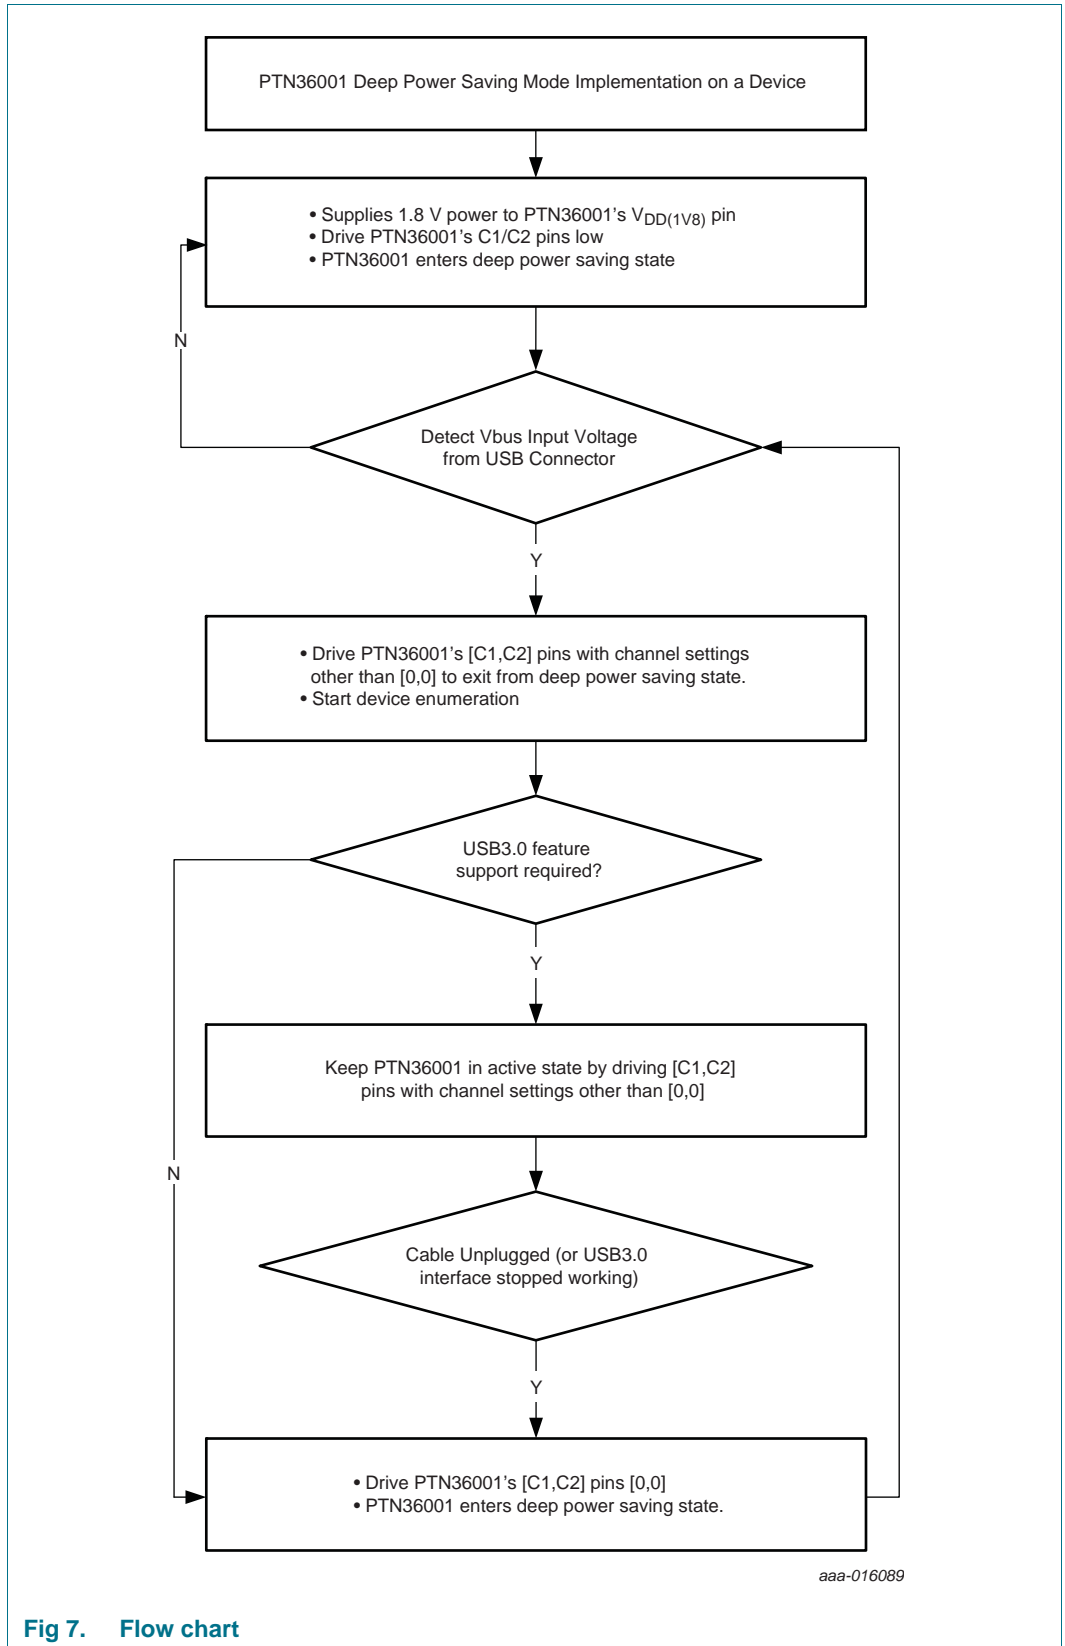 PTN36001 Deep Power Saving Mode Implementation on a Device
• Supplies 1.8 V power to PTN36001's VDD(1V8) pin
• Drive PTN36001's C1/C2 pins low
• PTN36001 enters deep power saving state
N
Detect Vbus Input Voltage
from USB Connector
Y
• Drive PTN36001's [C1,C2] pins with channel settings
other than [0,0] to exit from deep power saving state.
• Start device enumeration
USB3.0 feature
support required?
Y
Keep PTN36001 in active state by driving [C1,C2]
pins with channel settings other than [0,0]
N
Cable Unplugged (or USB3.0
interface stopped working)
Y
• Drive PTN36001's [C1,C2] pins [0,0]
• PTN36001 enters deep power saving state.
aaa-016089
Fig 7. Flow chart